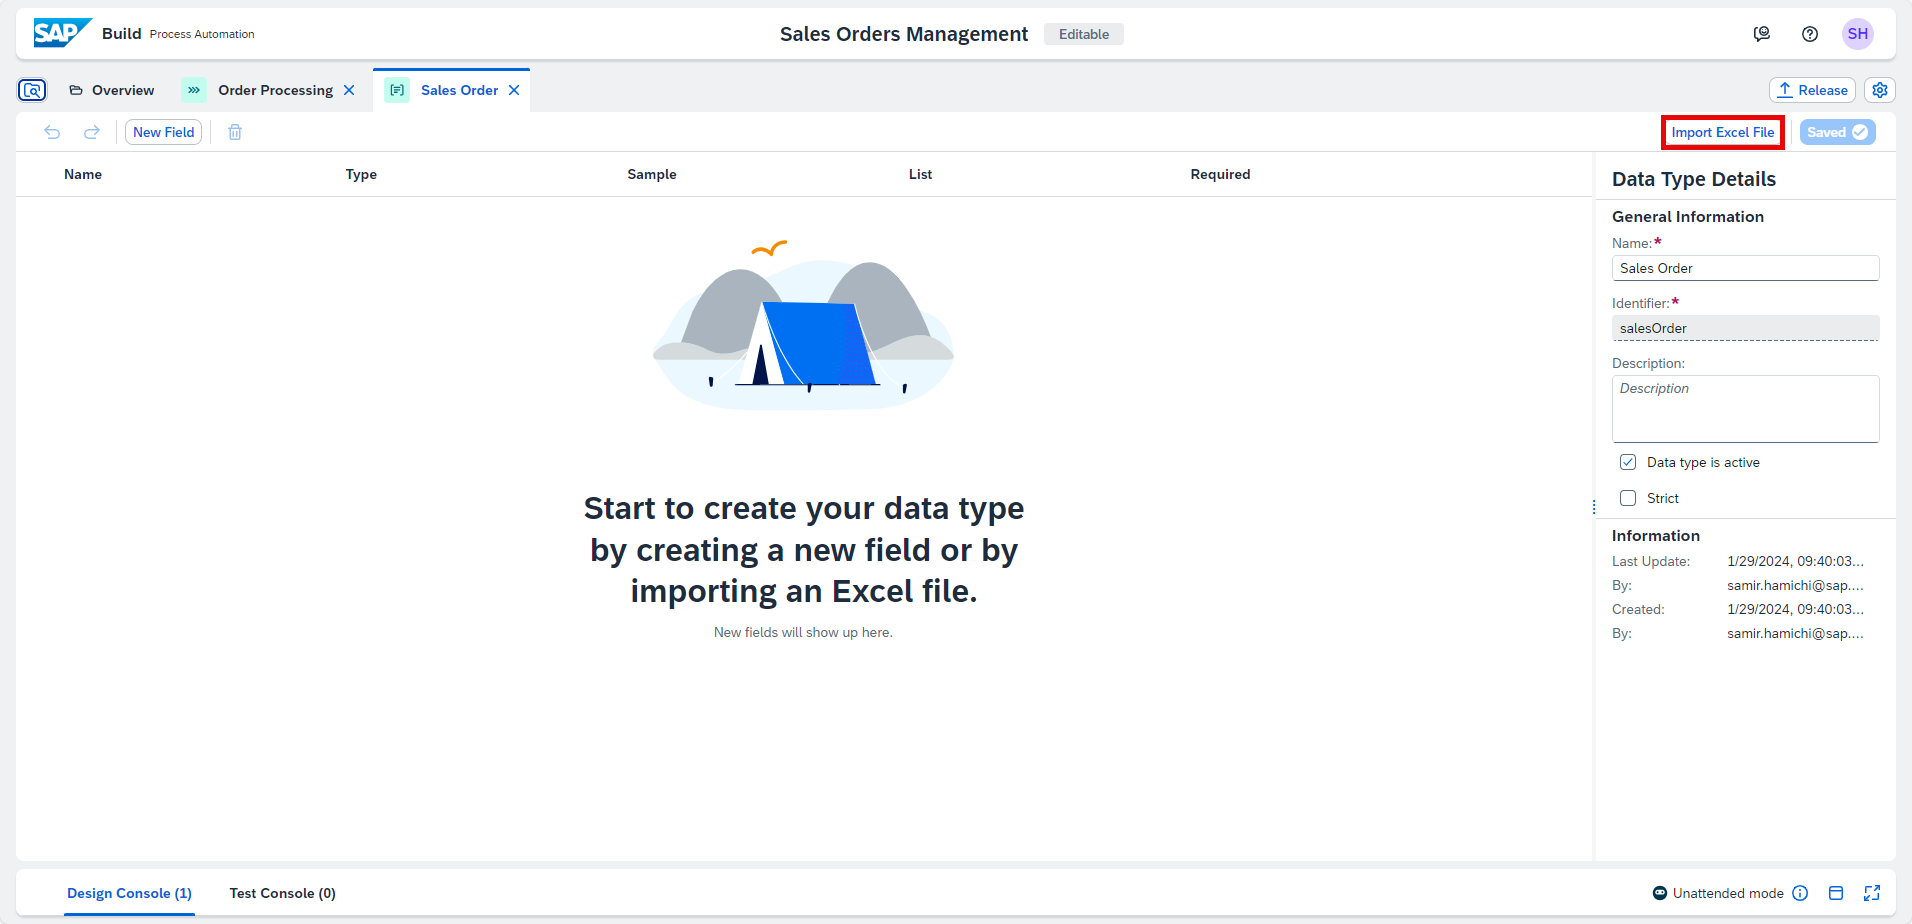 SAP Build Process Automation
Sales Orders Management Editable
SH
Overview Order Processing Sales Order
Release
New Field
Import Excel File Saved
Name Type Sample List Required
Start to create your data type
by creating a new field or by
importing an Excel file.
New fields will show up here.
Data Type Details
General Information
Name:*
Sales Order
Identifier:*
salesOrder
Description:
Description
Data type is active
Strict
Information
Last Update: 1/29/2024, 09:40:03...
By: samir.hamichi@sap....
Created: 1/29/2024, 09:40:03...
By: samir.hamichi@sap....
Design Console (1) Test Console (0)
Unattended mode